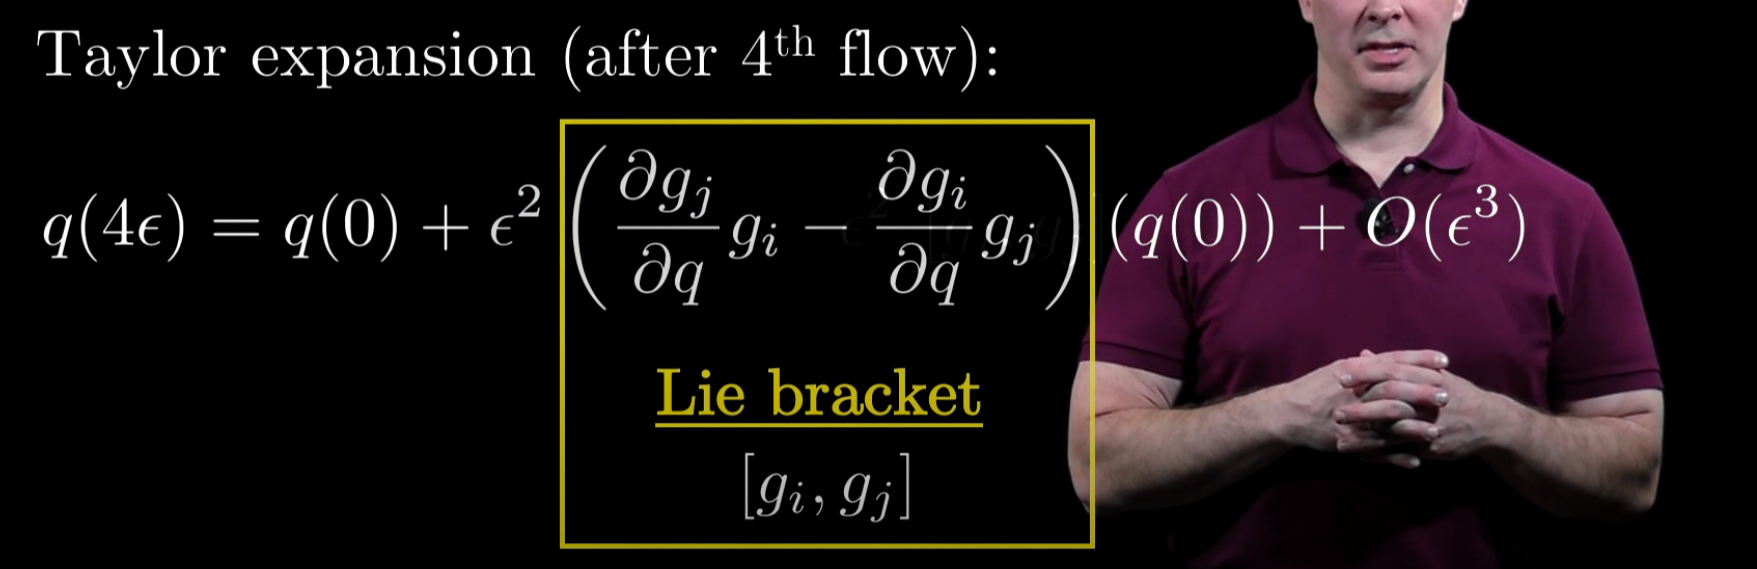 Taylor expansion (after 4th flow):
q(4ϵ) = q(0) + ϵ² (∂g_j/∂q g_i − ∂g_i/∂q g_j) (q(0)) + O(ϵ³)
Lie bracket
[g_i, g_j]